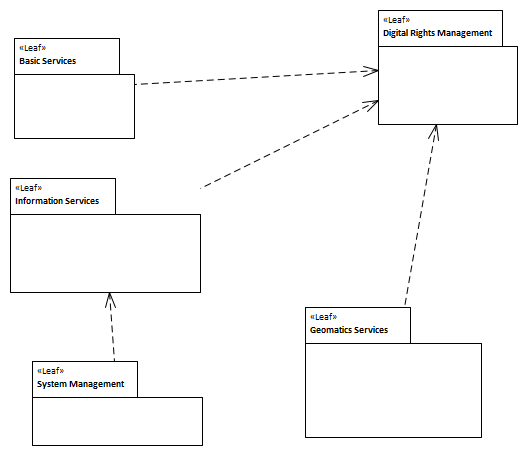 «Leaf»
Digital Rights Management
«Leaf»
Basic Services
«Leaf»
Information Services
«Leaf»
Geomatics Services
«Leaf»
System Management